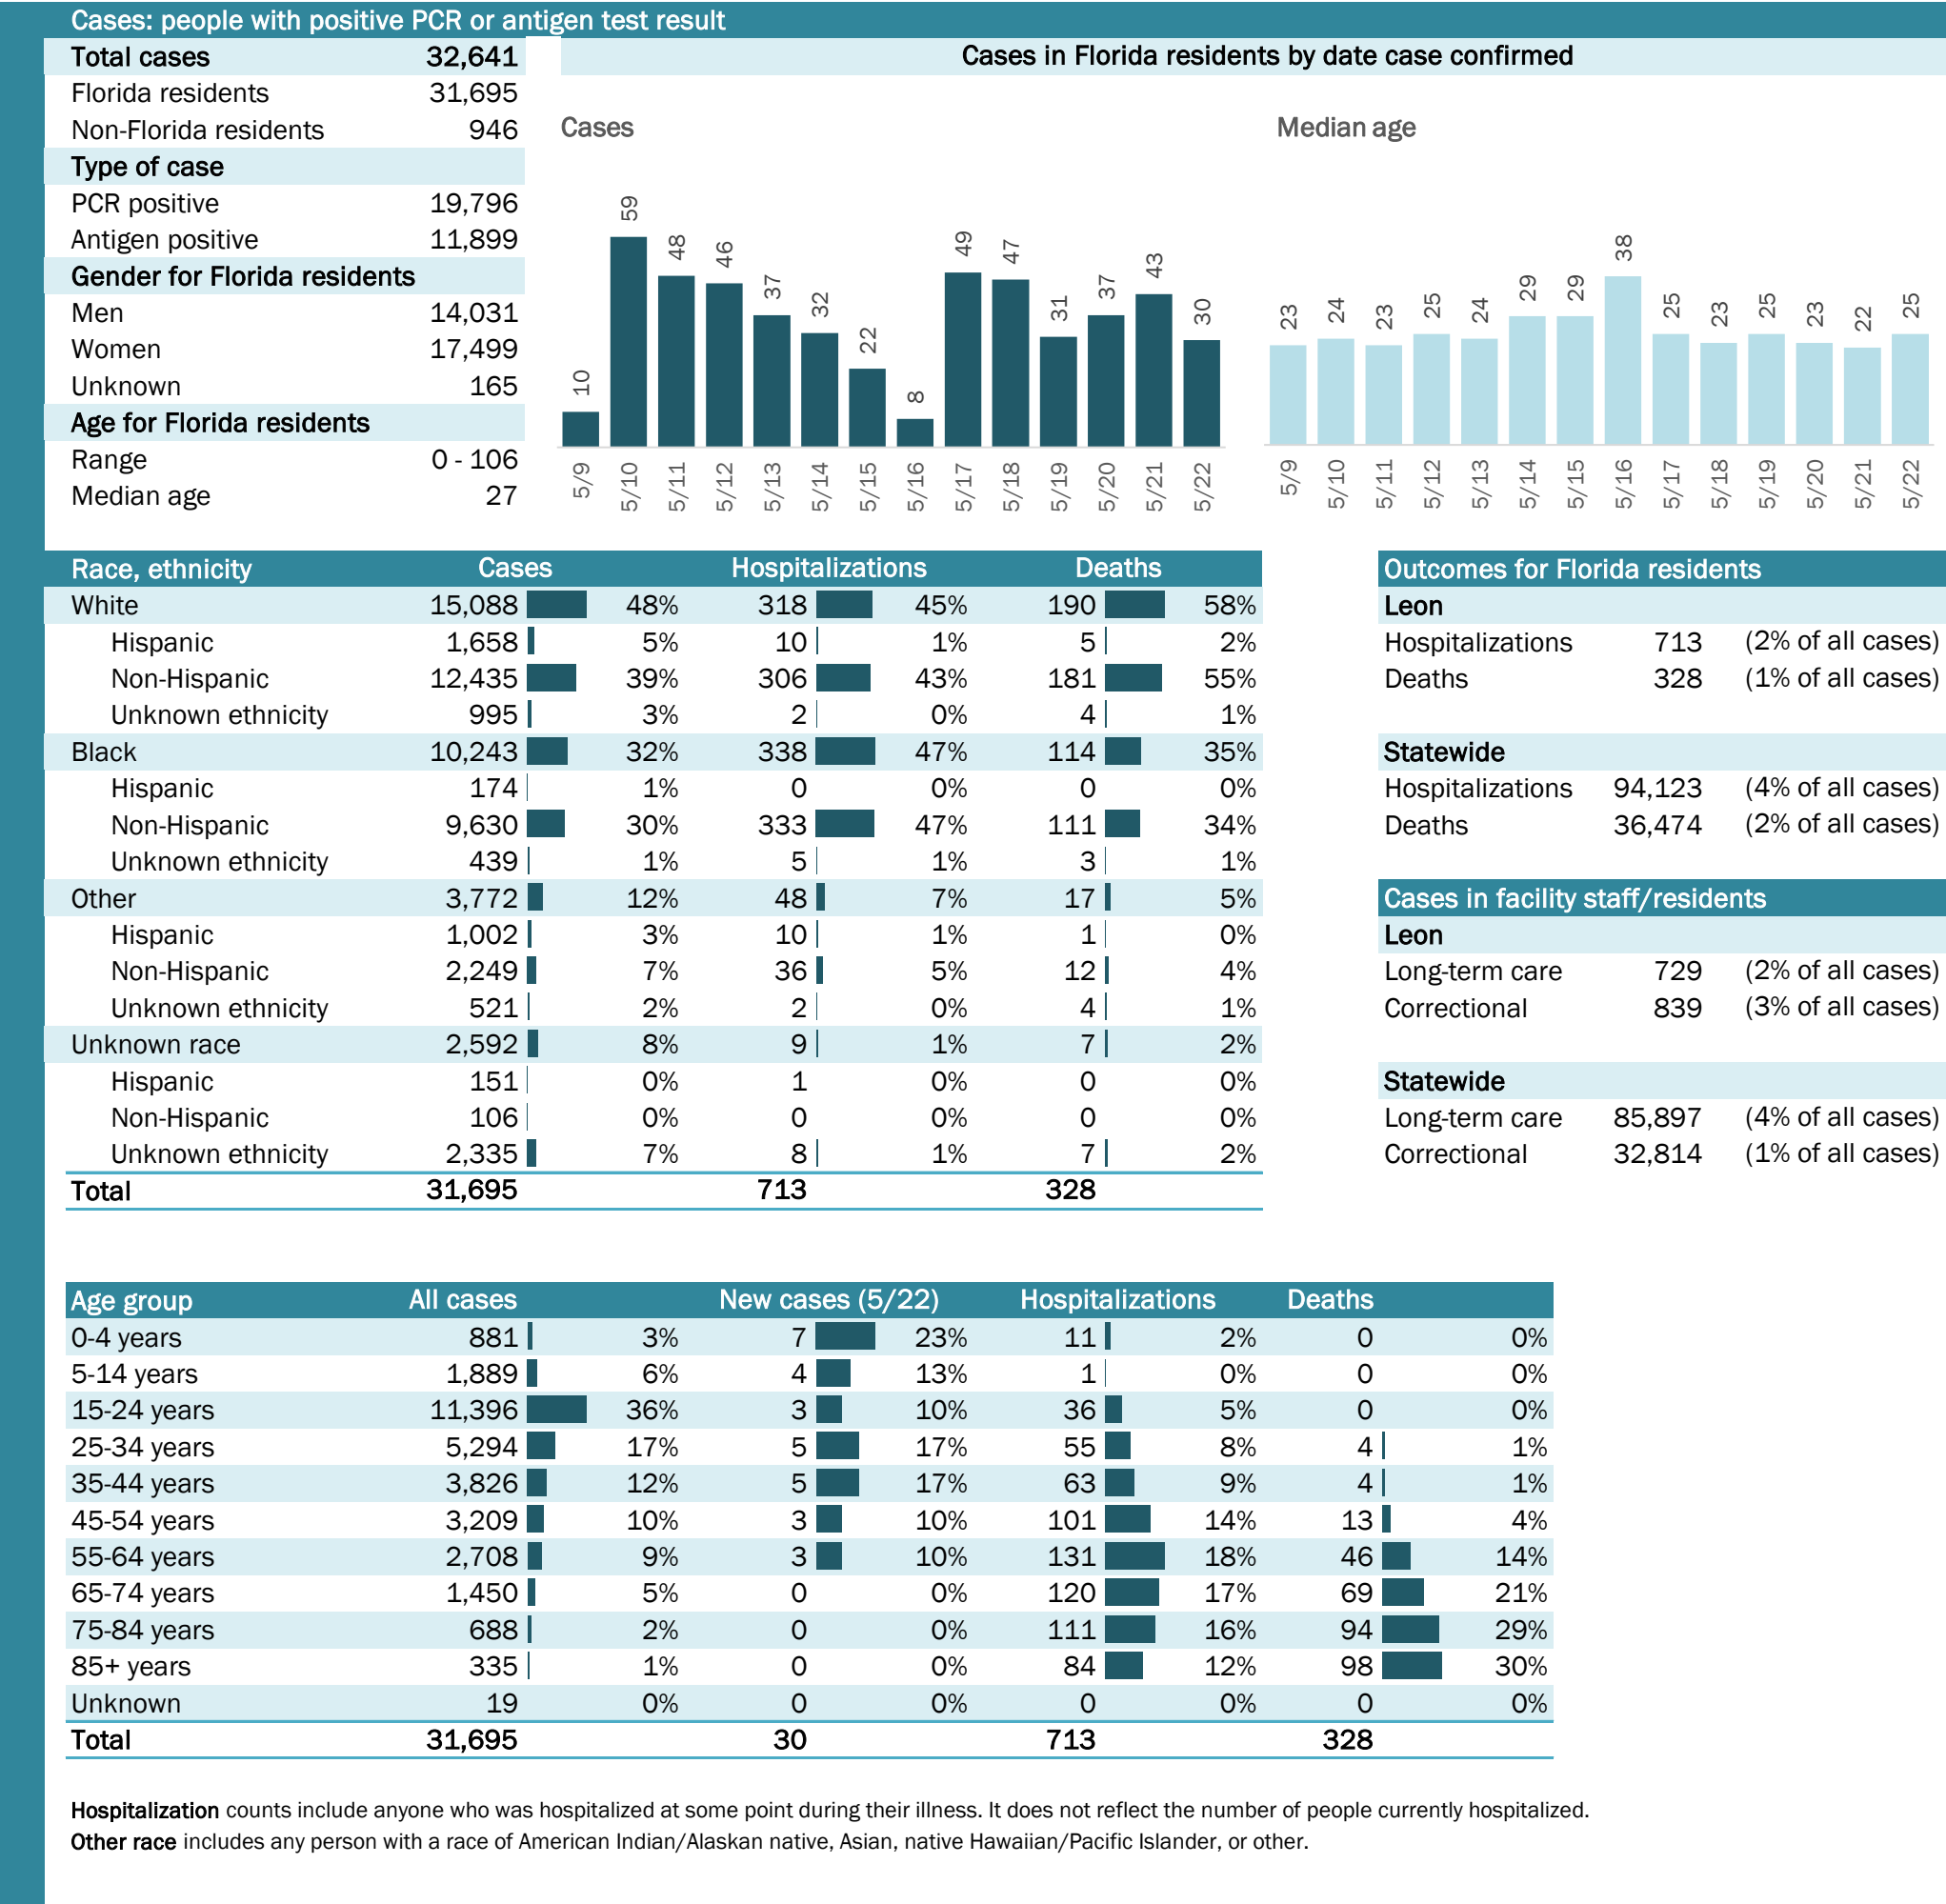 Cases: people with positive PCR or antigen test result
Total cases 32,641
Florida residents 31,695
Non-Florida residents 946
Type of case
PCR positive 19,796
Antigen positive 11,899
Gender for Florida residents
Men 14,031
Women 17,499
Unknown 165
Age for Florida residents
Range 0 - 106
Median age 27
Cases in Florida residents by date case confirmed
Cases
10 59 48 46 37 32 22 8 49 47 31 37 43 30
5/9 5/10 5/11 5/12 5/13 5/14 5/15 5/16 5/17 5/18 5/19 5/20 5/21 5/22
Median age
23 24 23 25 24 29 29 38 25 23 25 23 22 25
5/9 5/10 5/11 5/12 5/13 5/14 5/15 5/16 5/17 5/18 5/19 5/20 5/21 5/22
Race, ethnicity Cases Hospitalizations Deaths
White 15,088 48% 318 45% 190 58%
Hispanic 1,658 5% 10 1% 5 2%
Non-Hispanic 12,435 39% 306 43% 181 55%
Unknown ethnicity 995 3% 2 0% 4 1%
Black 10,243 32% 338 47% 114 35%
Hispanic 174 1% 0 0% 0 0%
Non-Hispanic 9,630 30% 333 47% 111 34%
Unknown ethnicity 439 1% 5 1% 3 1%
Other 3,772 12% 48 7% 17 5%
Hispanic 1,002 3% 10 1% 1 0%
Non-Hispanic 2,249 7% 36 5% 12 4%
Unknown ethnicity 521 2% 2 0% 4 1%
Unknown race 2,592 8% 9 1% 7 2%
Hispanic 151 0% 1 0% 0 0%
Non-Hispanic 106 0% 0 0% 0 0%
Unknown ethnicity 2,335 7% 8 1% 7 2%
Total 31,695 713 328
Outcomes for Florida residents
Leon
Hospitalizations 713 (2% of all cases)
Deaths 328 (1% of all cases)
Statewide
Hospitalizations 94,123 (4% of all cases)
Deaths 36,474 (2% of all cases)
Cases in facility staff/residents
Leon
Long-term care 729 (2% of all cases)
Correctional 839 (3% of all cases)
Statewide
Long-term care 85,897 (4% of all cases)
Correctional 32,814 (1% of all cases)
Age group All cases New cases (5/22) Hospitalizations Deaths
0-4 years 881 3% 7 23% 11 2% 0 0%
5-14 years 1,889 6% 4 13% 1 0% 0 0%
15-24 years 11,396 36% 3 10% 36 5% 0 0%
25-34 years 5,294 17% 5 17% 55 8% 4 1%
35-44 years 3,826 12% 5 17% 63 9% 4 1%
45-54 years 3,209 10% 3 10% 101 14% 13 4%
55-64 years 2,708 9% 3 10% 131 18% 46 14%
65-74 years 1,450 5% 0 0% 120 17% 69 21%
75-84 years 688 2% 0 0% 111 16% 94 29%
85+ years 335 1% 0 0% 84 12% 98 30%
Unknown 19 0% 0 0% 0 0% 0 0%
Total 31,695 30 713 328
Hospitalization counts include anyone who was hospitalized at some point during their illness. It does not reflect the number of people currently hospitalized.
Other race includes any person with a race of American Indian/Alaskan native, Asian, native Hawaiian/Pacific Islander, or other.